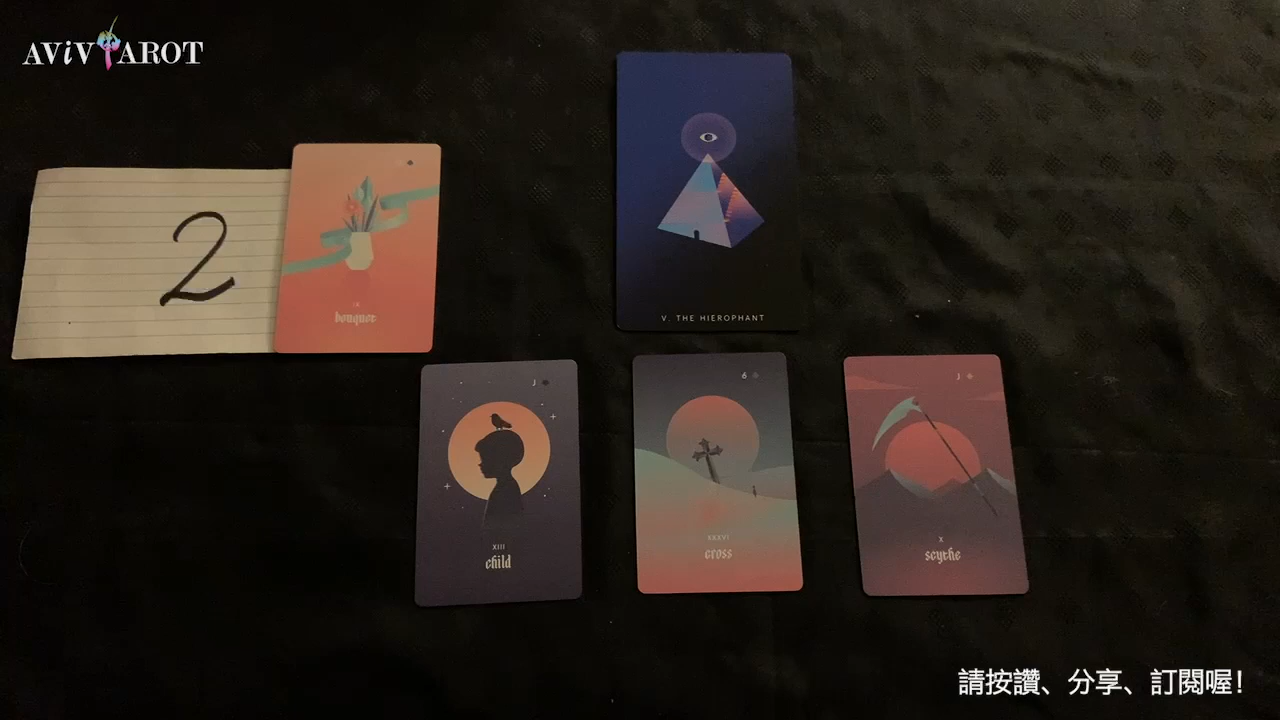 AViVTAROT
2
IX
bouquet
V. THE HIEROPHANT
J
XIII
child
6
XXXVI
cross
J
X
scythe
請按讚、分享、訂閱喔!